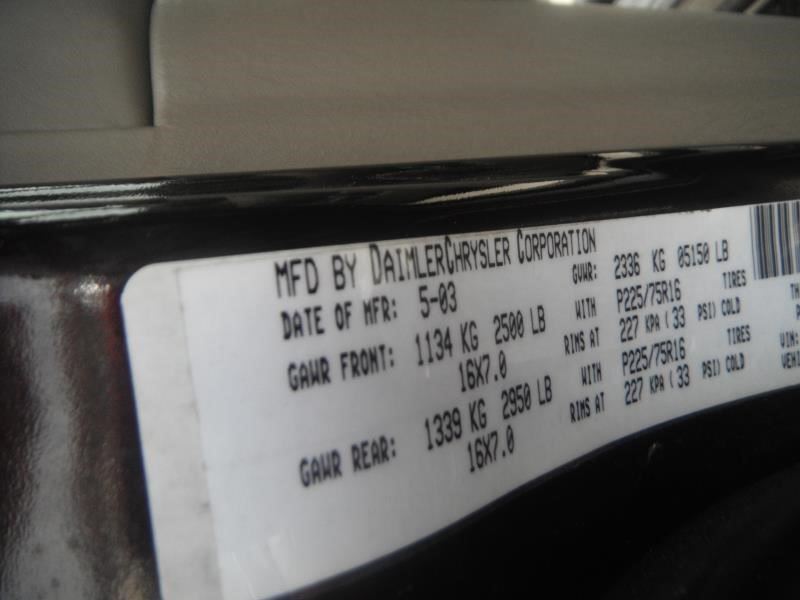 MFD BY DAIMLERCHRYSLER CORPORATION
DATE OF MFR: 5-03 GVWR: 2336 KG 05150 LB
GAWR FRONT: 1134 KG 2500 LB WITH P225/75R16 TIRES
16X7.0 RIMS AT 227 KPA ( 33 PSI) COLD
GAWR REAR: 1339 KG 2950 LB WITH P225/75R16 TIRES
16X7.0 RIMS AT 227 KPA ( 33 PSI) COLD
VIN: